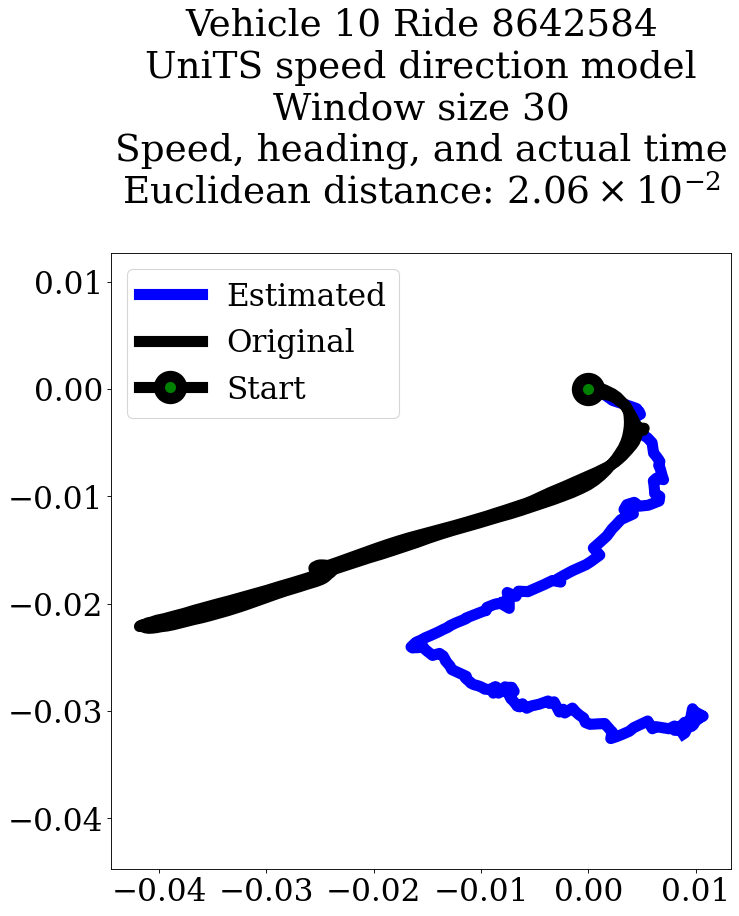 Vehicle 10 Ride 8642584
UniTS speed direction model
Window size 30
Speed, heading, and actual time
Euclidean distance: 2.06 × 10⁻²
Estimated
Original
Start
0.01
0.00
−0.01
−0.02
−0.03
−0.04
−0.04 −0.03 −0.02 −0.01 0.00 0.01